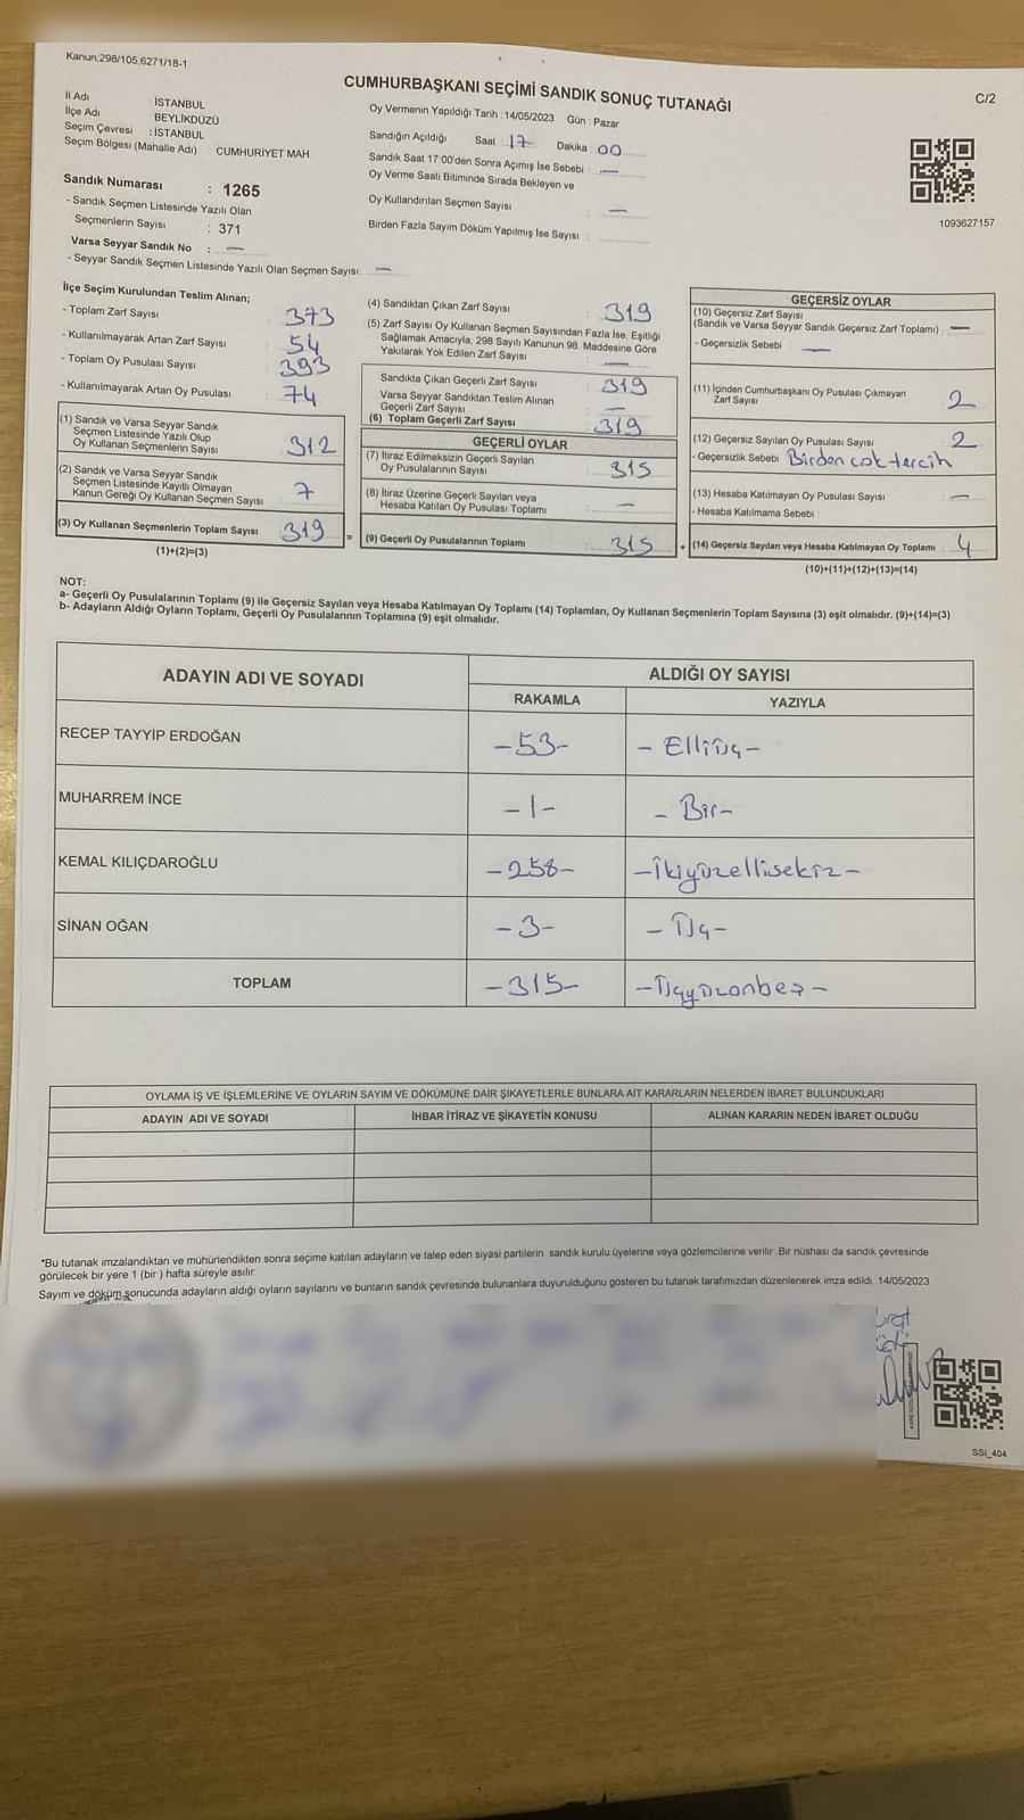 Kanun;298/105,6271/18-1
CUMHURBAŞKANI SEÇİMİ SANDIK SONUÇ TUTANAĞI
C/2
İl Adı İSTANBUL
İlçe Adı BEYLİKDÜZÜ
Seçim Çevresi : İSTANBUL
Seçim Bölgesi (Mahalle Adı) CUMHURİYET MAH
Oy Vermenin Yapıldığı Tarih : 14/05/2023 Gün : Pazar
Sandığın Açıldığı Saat : 17 Dakika : 00
Sandık Saat 17:00'den Sonra Açımış İse Sebebi : —
Oy Verme Saati Bitiminde Sırada Bekleyen ve
Oy Kullandırılan Seçmen Sayısı : —
Birden Fazla Sayım Döküm Yapılmış İse Sayısı :
1093627157
Sandık Numarası : 1265
- Sandık Seçmen Listesinde Yazılı Olan
Seçmenlerin Sayısı : 371
Varsa Seyyar Sandık No : —
- Seyyar Sandık Seçmen Listesinde Yazılı Olan Seçmen Sayısı: —
İlçe Seçim Kurulundan Teslim Alınan;
- Toplam Zarf Sayısı : 373
- Kullanılmayarak Artan Zarf Sayısı : 54
- Toplam Oy Pusulası Sayısı : 393
- Kullanılmayarak Artan Oy Pusulası : 74
(1) Sandık ve Varsa Seyyar Sandık
Seçmen Listesinde Yazılı Olup
Oy Kullanan Seçmenlerin Sayısı : 312
(2) Sandık ve Varsa Seyyar Sandık
Seçmen Listesinde Kayıtlı Olmayan
Kanun Gereği Oy Kullanan Seçmen Sayısı : 7
(3) Oy Kullanan Seçmenlerin Toplam Sayısı : 319
(1)+(2)=(3)
(4) Sandıktan Çıkan Zarf Sayısı : 319
(5) Zarf Sayısı Oy Kullanan Seçmen Sayısından Fazla İse, Eşitliği
Sağlamak Amacıyla, 298 Sayılı Kanunun 98. Maddesine Göre
Yakılarak Yok Edilen Zarf Sayısı : —
Sandıkta Çıkan Geçerli Zarf Sayısı : 319
Varsa Seyyar Sandıktan Teslim Alınan
Geçerli Zarf Sayısı : —
(6) Toplam Geçerli Zarf Sayısı : 319
GEÇERLİ OYLAR
(7) İtiraz Edilmeksizin Geçerli Sayılan
Oy Pusulalarının Sayısı : 315
(8) İtiraz Üzerine Geçerli Sayılan veya
Hesaba Katılan Oy Pusulası Toplamı : —
= (9) Geçerli Oy Pusulalarının Toplamı : 315
GEÇERSİZ OYLAR
(10) Geçersiz Zarf Sayısı
(Sandık ve Varsa Seyyar Sandık Geçersiz Zarf Toplamı) : —
- Geçersizlik Sebebi : —
(11) İçinden Cumhurbaşkanı Oy Pusulası Çıkmayan
Zarf Sayısı : 2
(12) Geçersiz Sayılan Oy Pusulası Sayısı : 2
- Geçersizlik Sebebi : Birden çok tercih
(13) Hesaba Katılmayan Oy Pusulası Sayısı : —
- Hesaba Katılmama Sebebi :
+ (14) Geçersiz Sayılan veya Hesaba Katılmayan Oy Toplamı : 4
(10)+(11)+(12)+(13)=(14)
NOT:
a- Geçerli Oy Pusulalarının Toplamı (9) ile Geçersiz Sayılan veya Hesaba Katılmayan Oy Toplamı (14) Toplamları, Oy Kullanan Seçmenlerin Toplam Sayısına (3) eşit olmalıdır. (9)+(14)=(3)
b- Adayların Aldığı Oyların Toplamı, Geçerli Oy Pusulalarının Toplamına (9) eşit olmalıdır.
ADAYIN ADI VE SOYADI ALDIĞI OY SAYISI
RAKAMLA YAZIYLA
RECEP TAYYİP ERDOĞAN -53- - Elliüç -
MUHARREM İNCE -1- - Bir -
KEMAL KILIÇDAROĞLU -258- -İkiyüzellisekiz-
SİNAN OĞAN -3- - Üç -
TOPLAM -315- -Üçyüzonbeş-
OYLAMA İŞ VE İŞLEMLERİNE VE OYLARIN SAYIM VE DÖKÜMÜNE DAİR ŞİKAYETLERLE BUNLARA AİT KARARLARIN NELERDEN İBARET BULUNDUKLARI
ADAYIN ADI VE SOYADI İHBAR İTİRAZ VE ŞİKAYETİN KONUSU ALINAN KARARIN NEDEN İBARET OLDUĞU
*Bu tutanak imzalandıktan ve mühürlendikten sonra seçime katılan adayların ve talep eden siyasi partilerin sandık kurulu üyelerine veya gözlemcilerine verilir. Bir nüshası da sandık çevresinde
görülecek bir yere 1 (bir ) hafta süreyle asılır.
Sayım ve döküm sonucunda adayların aldığı oyların sayılarını ve bunların sandık çevresinde bulunanlara duyurulduğunu gösteren bu tutanak tarafımızdan düzenlenerek imza edildi. 14/05/2023
SSİ_404